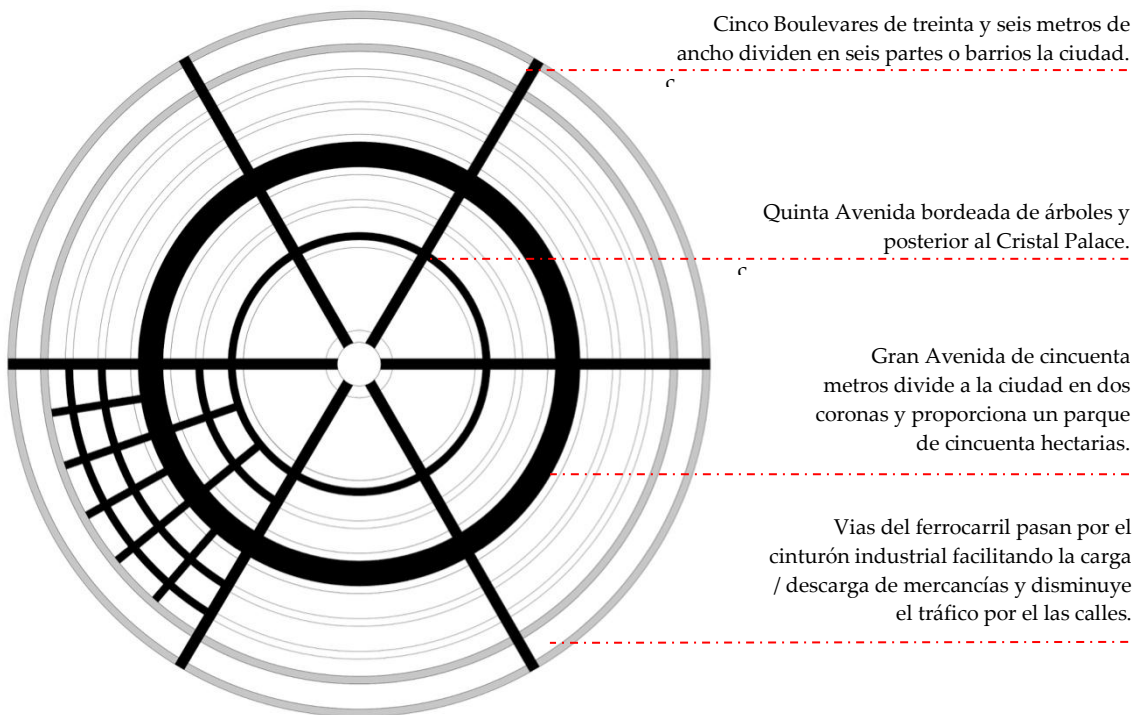 Cinco Boulevares de treinta y seis metros de
ancho dividen en seis partes o barrios la ciudad.
c
Quinta Avenida bordeada de árboles y
posterior al Cristal Palace.
c
Gran Avenida de cincuenta
metros divide a la ciudad en dos
coronas y proporciona un parque
de cincuenta hectarias.
Vias del ferrocarril pasan por el
cinturón industrial facilitando la carga
/ descarga de mercancías y disminuye
el tráfico por el las calles.